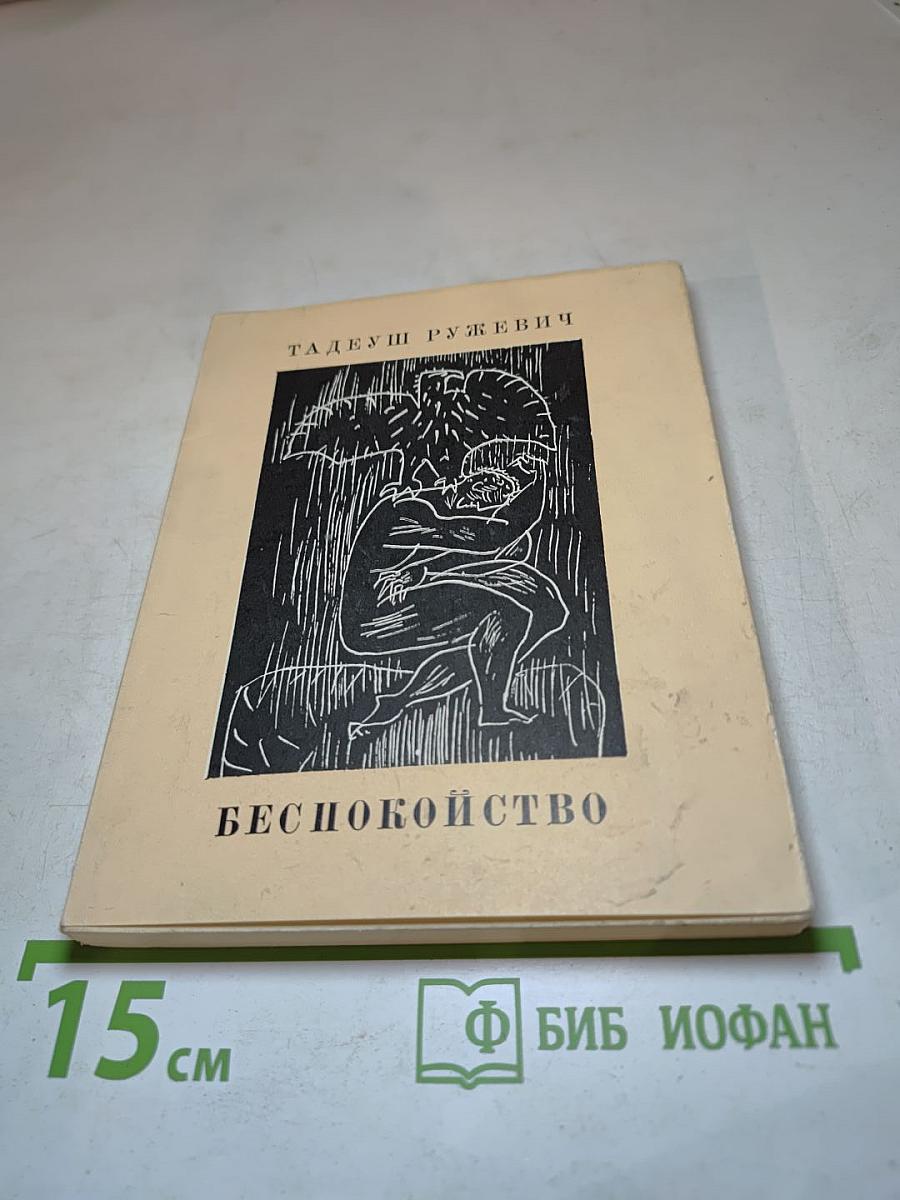 ТАДЕУШ РУЖЕВИЧ
БЕСПОКОЙСТВО
15 см
Ф БИБ ИОФАН